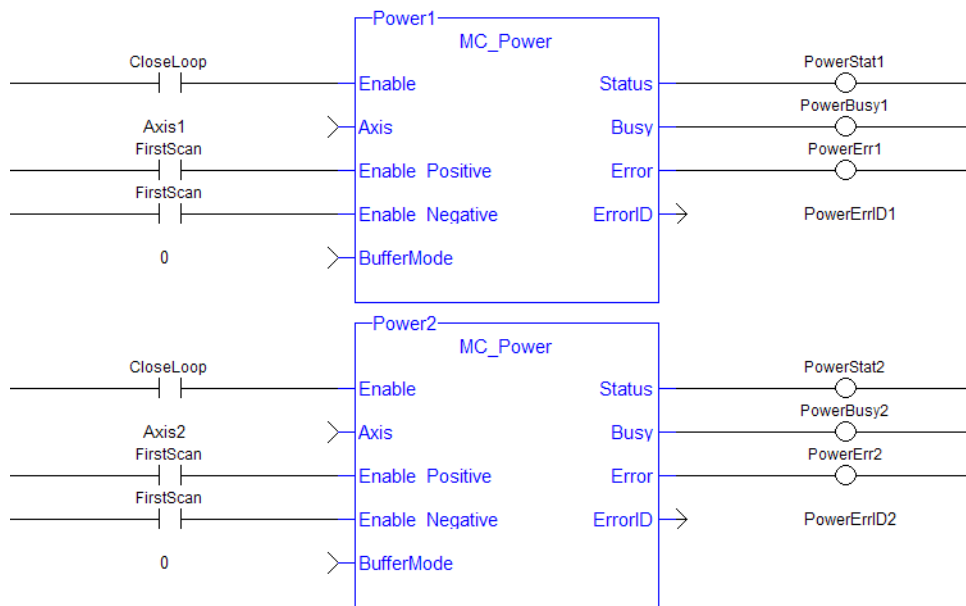 Power1
MC_Power
CloseLoop
Enable
Status
PowerStat1
Axis1
Axis
Busy
PowerBusy1
FirstScan
Enable Positive
Error
PowerErr1
FirstScan
Enable Negative
ErrorID
PowerErrID1
0
BufferMode
Power2
MC_Power
CloseLoop
Enable
Status
PowerStat2
Axis2
Axis
Busy
PowerBusy2
FirstScan
Enable Positive
Error
PowerErr2
FirstScan
Enable Negative
ErrorID
PowerErrID2
0
BufferMode